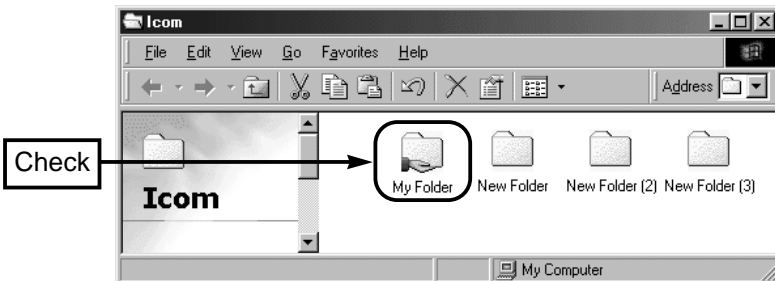 Icom
File Edit View Go Favorites Help
Address
Check
Icom
My Folder New Folder New Folder (2) New Folder (3)
My Computer